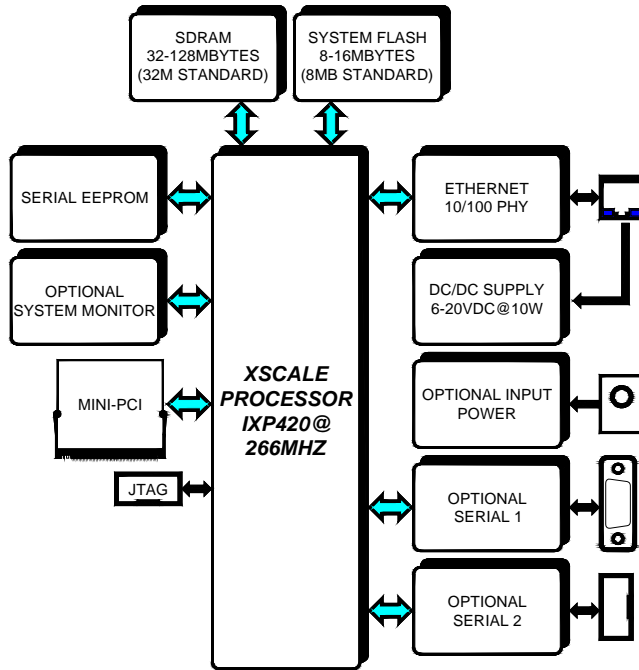 SDRAM
32-128MBYTES
(32M STANDARD)
SYSTEM FLASH
8-16MBYTES
(8MB STANDARD)
SERIAL EEPROM
ETHERNET
10/100 PHY
OPTIONAL
SYSTEM MONITOR
DC/DC SUPPLY
6-20VDC@10W
MINI-PCI
XSCALE
PROCESSOR
IXP420@
266MHZ
OPTIONAL INPUT
POWER
JTAG
OPTIONAL
SERIAL 1
OPTIONAL
SERIAL 2